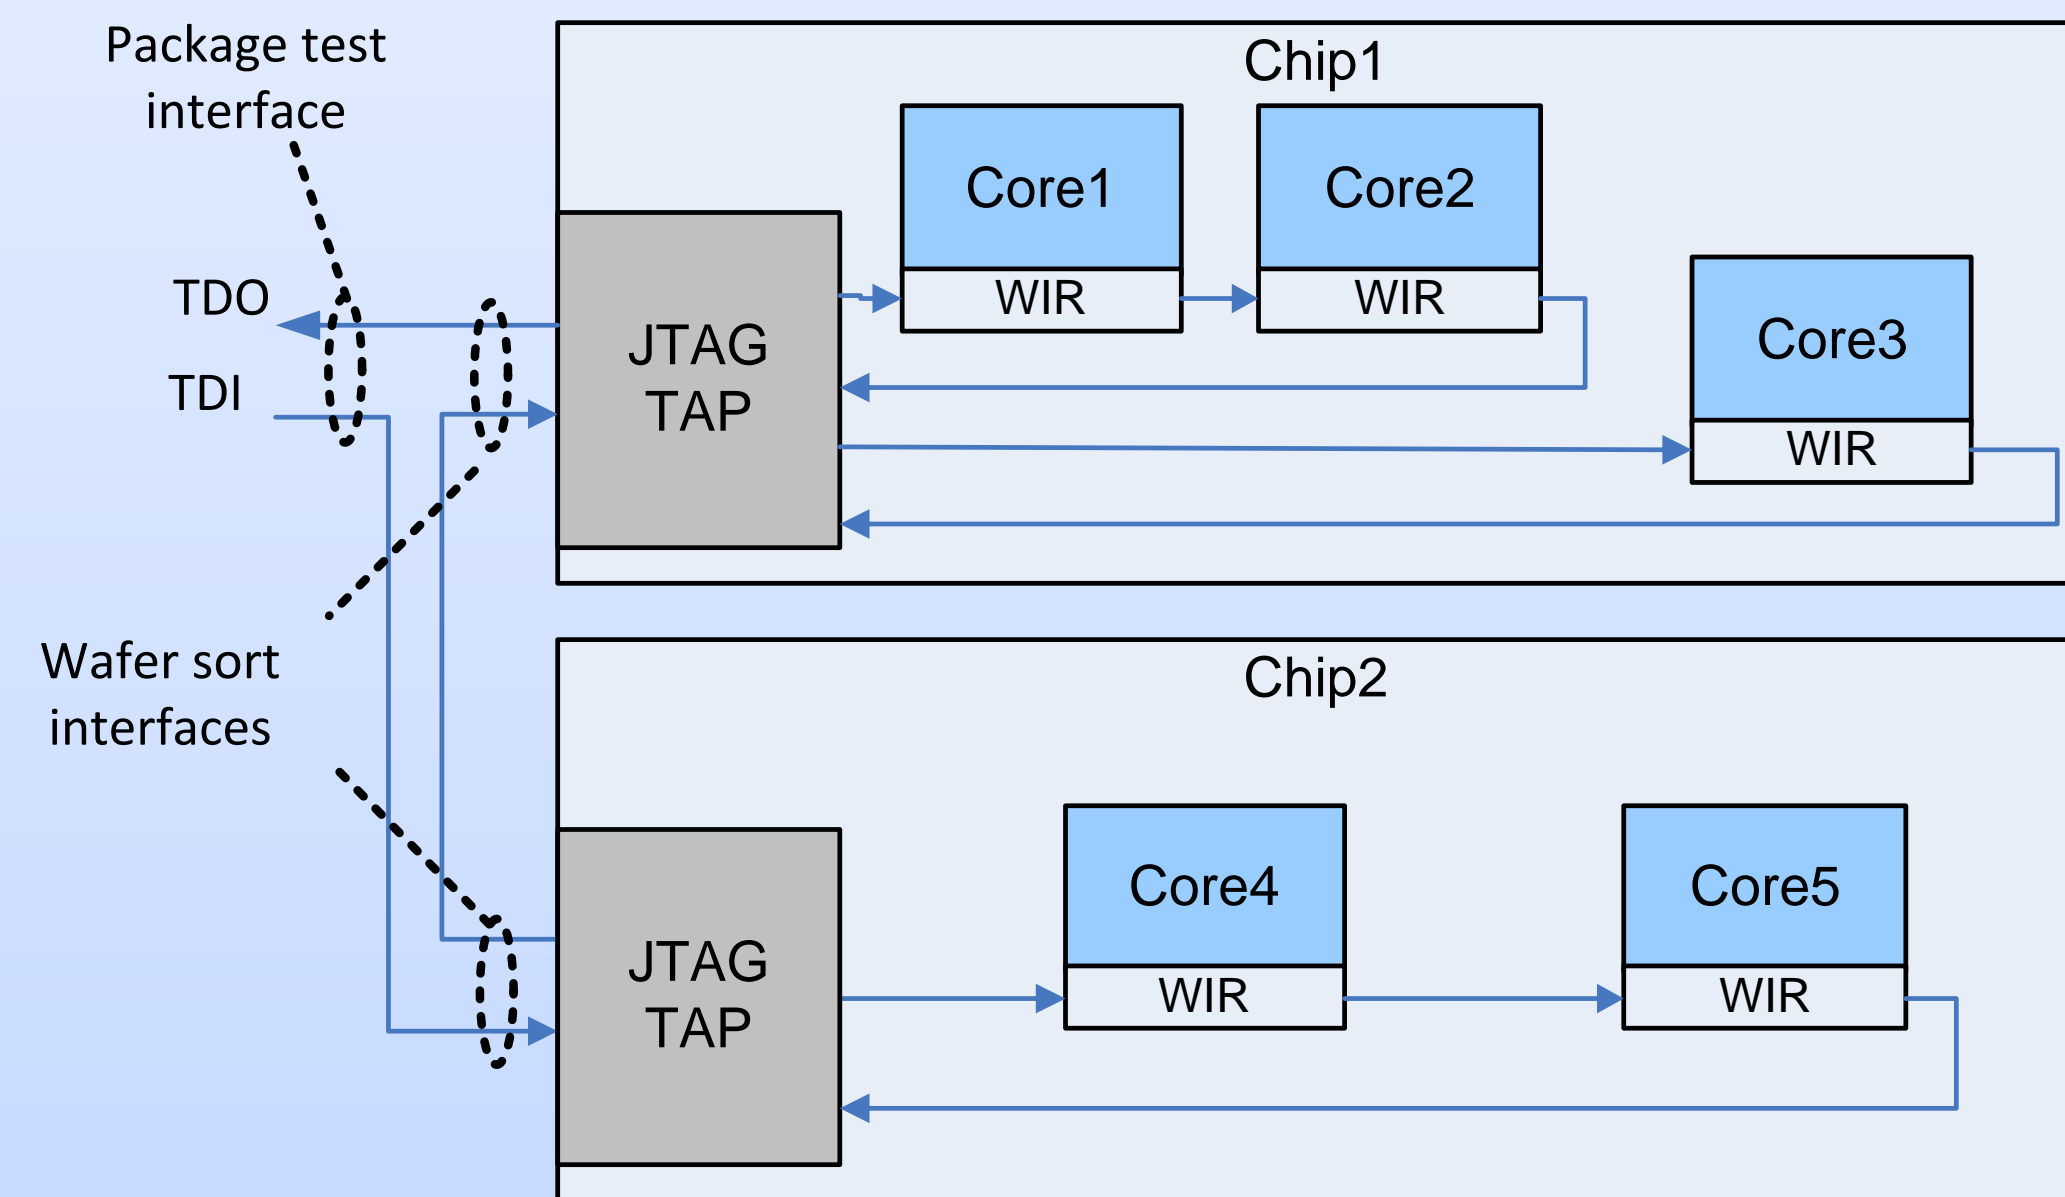 Package test
interface
Chip1
Core1
Core2
WIR
WIR
TDO
TDI
JTAG
TAP
Core3
WIR
Wafer sort
interfaces
Chip2
Core4
Core5
JTAG
TAP
WIR
WIR